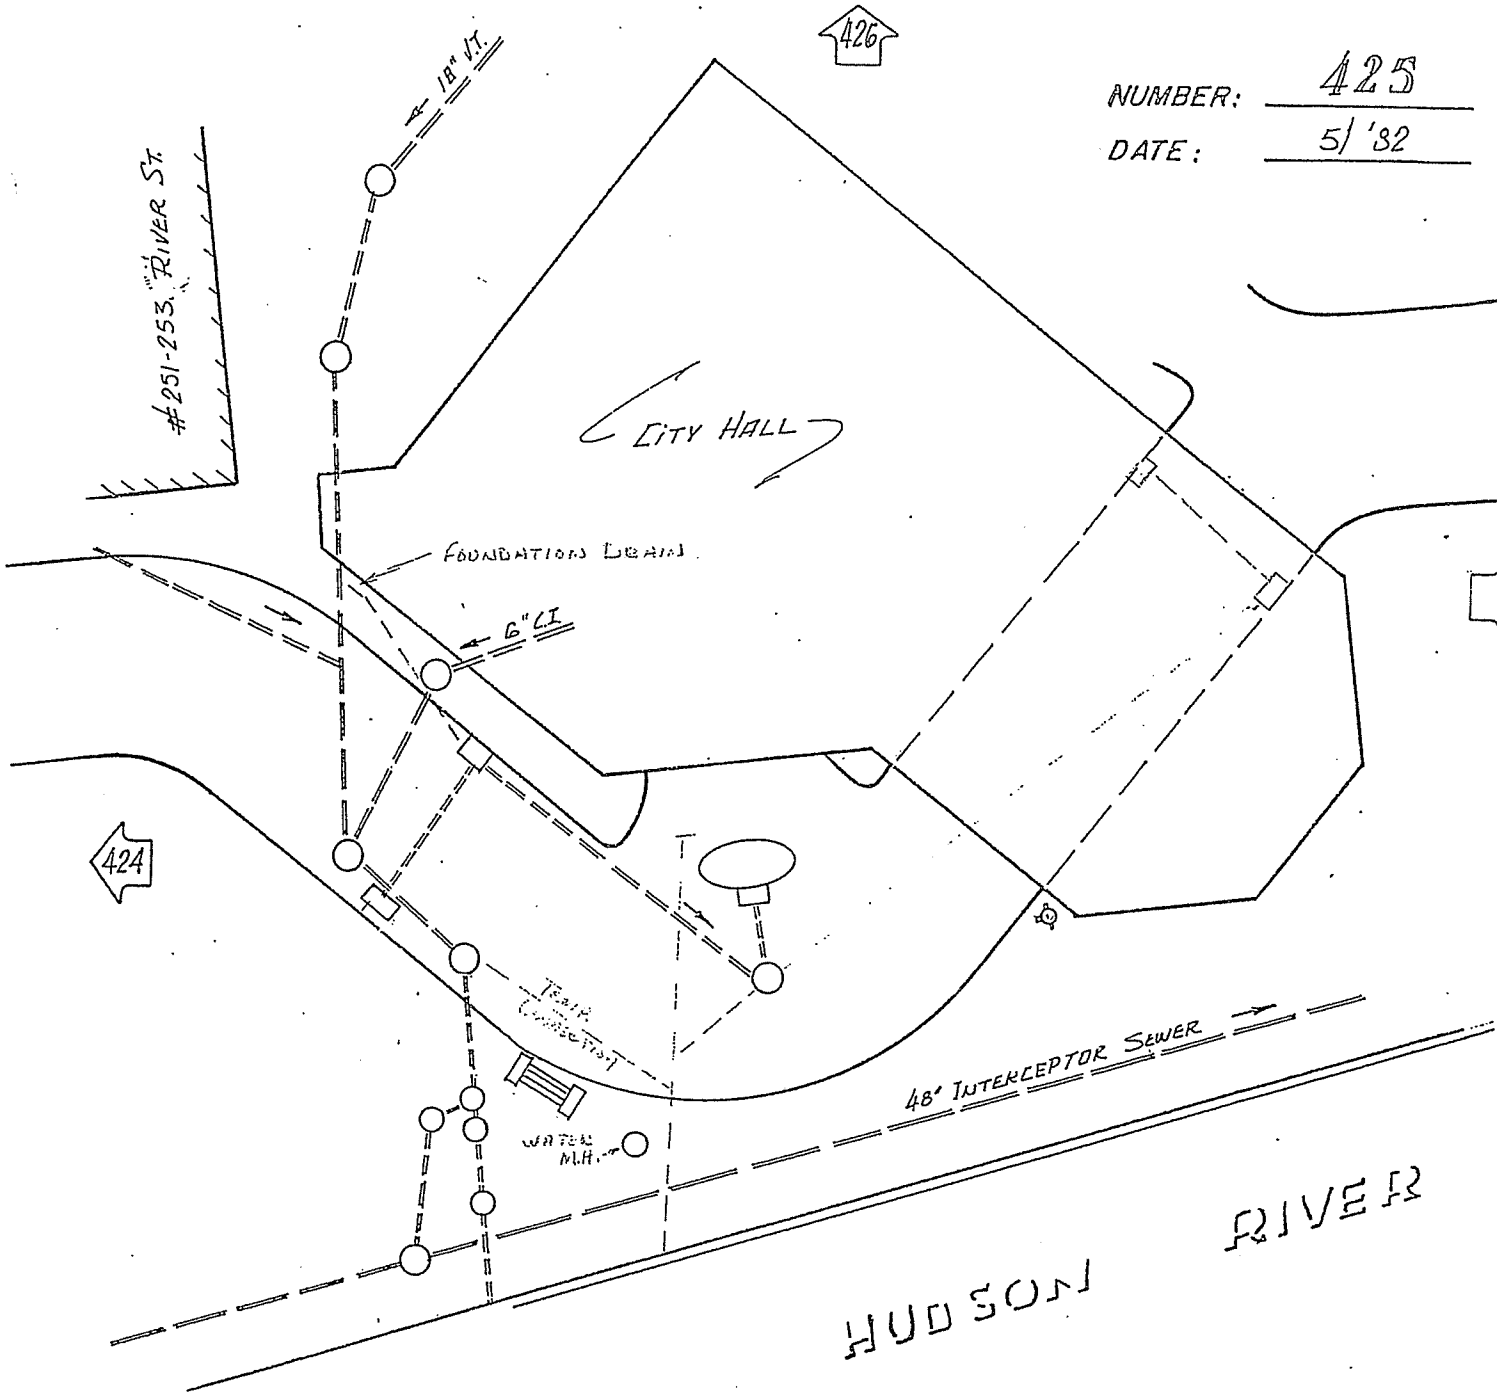 426
NUMBER: 425
DATE: 5/ '82
18" V.T.
#251-253 RIVER ST.
CITY HALL
FOUNDATION DRAIN
6" C.I.
424
CONNECTION
WATER
M.H.
48" INTERCEPTOR SEWER
HUDSON RIVER